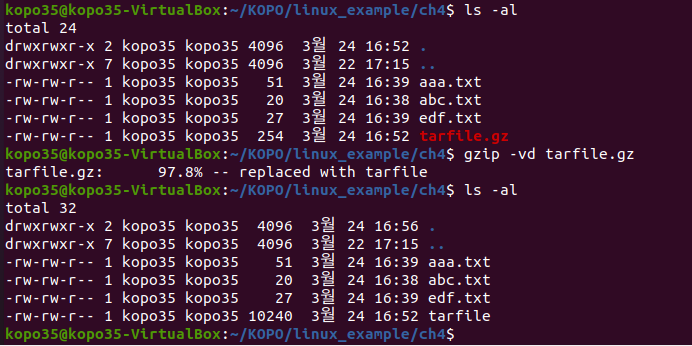 kopo35@kopo35-VirtualBox:~/KOPO/linux_example/ch4$ ls -al
total 24
drwxrwxr-x 2 kopo35 kopo35 4096  3월 24 16:52 .
drwxrwxr-x 7 kopo35 kopo35 4096  3월 22 17:15 ..
-rw-rw-r-- 1 kopo35 kopo35   51  3월 24 16:39 aaa.txt
-rw-rw-r-- 1 kopo35 kopo35   20  3월 24 16:38 abc.txt
-rw-rw-r-- 1 kopo35 kopo35   27  3월 24 16:39 edf.txt
-rw-rw-r-- 1 kopo35 kopo35  254  3월 24 16:52 tarfile.gz
kopo35@kopo35-VirtualBox:~/KOPO/linux_example/ch4$ gzip -vd tarfile.gz
tarfile.gz:      97.8% -- replaced with tarfile
kopo35@kopo35-VirtualBox:~/KOPO/linux_example/ch4$ ls -al
total 32
drwxrwxr-x 2 kopo35 kopo35  4096  3월 24 16:56 .
drwxrwxr-x 7 kopo35 kopo35  4096  3월 22 17:15 ..
-rw-rw-r-- 1 kopo35 kopo35    51  3월 24 16:39 aaa.txt
-rw-rw-r-- 1 kopo35 kopo35    20  3월 24 16:38 abc.txt
-rw-rw-r-- 1 kopo35 kopo35    27  3월 24 16:39 edf.txt
-rw-rw-r-- 1 kopo35 kopo35 10240  3월 24 16:52 tarfile
kopo35@kopo35-VirtualBox:~/KOPO/linux_example/ch4$